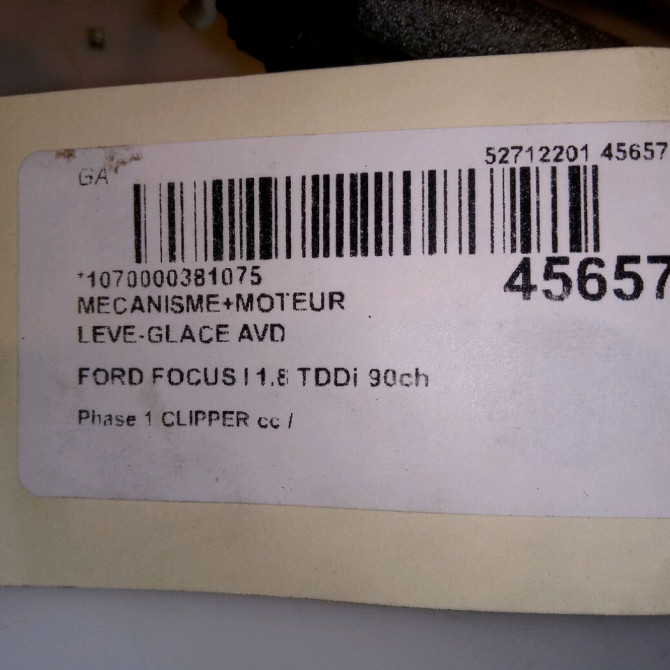 52712201 45657
GA
*1070000381075
45657
MECANISME+MOTEUR
LEVE-GLACE AVD
FORD FOCUS I 1.8 TDDi 90ch
Phase 1 CLIPPER cc /